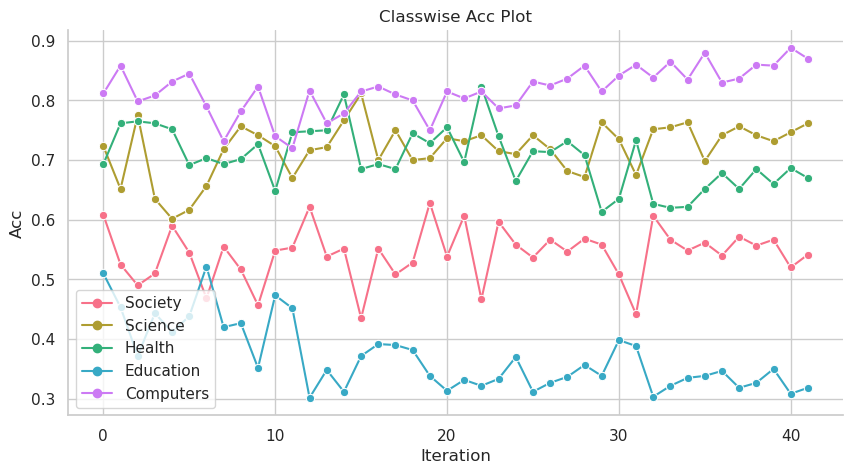 Classwise Acc Plot
0.9
0.8
0.7
0.6
0.5
0.4
0.3
Acc
Society
Science
Health
Education
Computers
0 10 20 30 40
Iteration